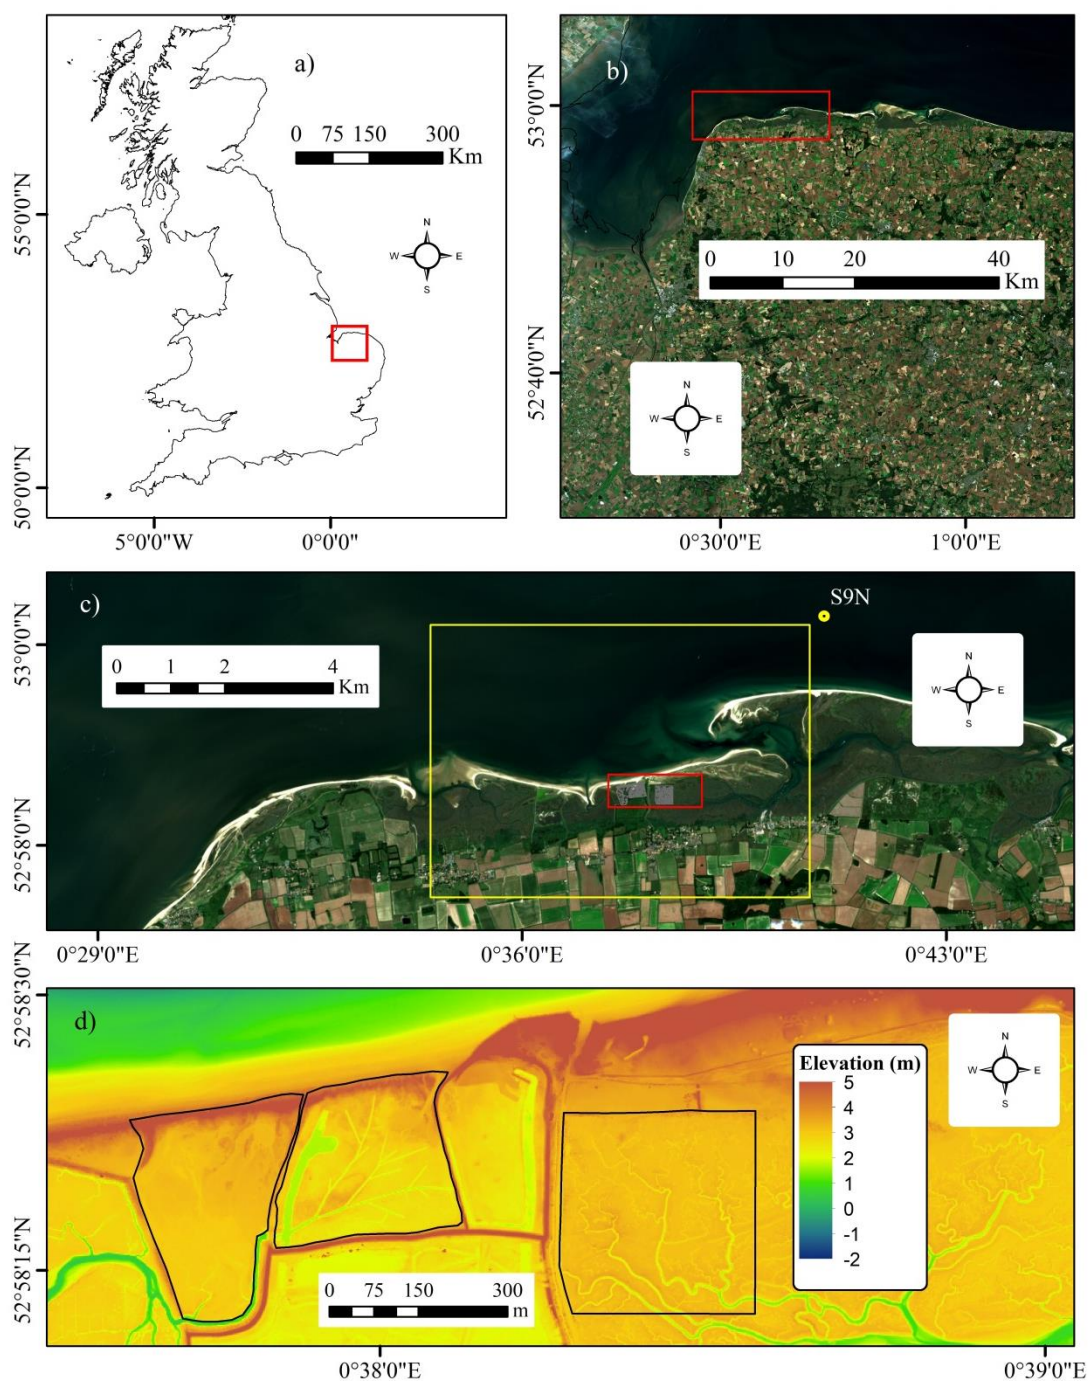 a)
0 75 150 300
Km
N
W E
S
55°0'0"N
50°0'0"N
5°0'0"W 0°0'0"
b)
53°0'0"N
52°40'0"N
0 10 20 40
Km
N
W E
S
0°30'0"E 1°0'0"E
c)
S9N
53°0'0"N
52°58'0"N
0 1 2 4
Km
N
W E
S
0°29'0"E 0°36'0"E 0°43'0"E
d)
52°58'30"N
52°58'15"N
N
W E
S
Elevation (m)
5
4
3
2
1
0
-1
-2
0 75 150 300
m
0°38'0"E 0°39'0"E